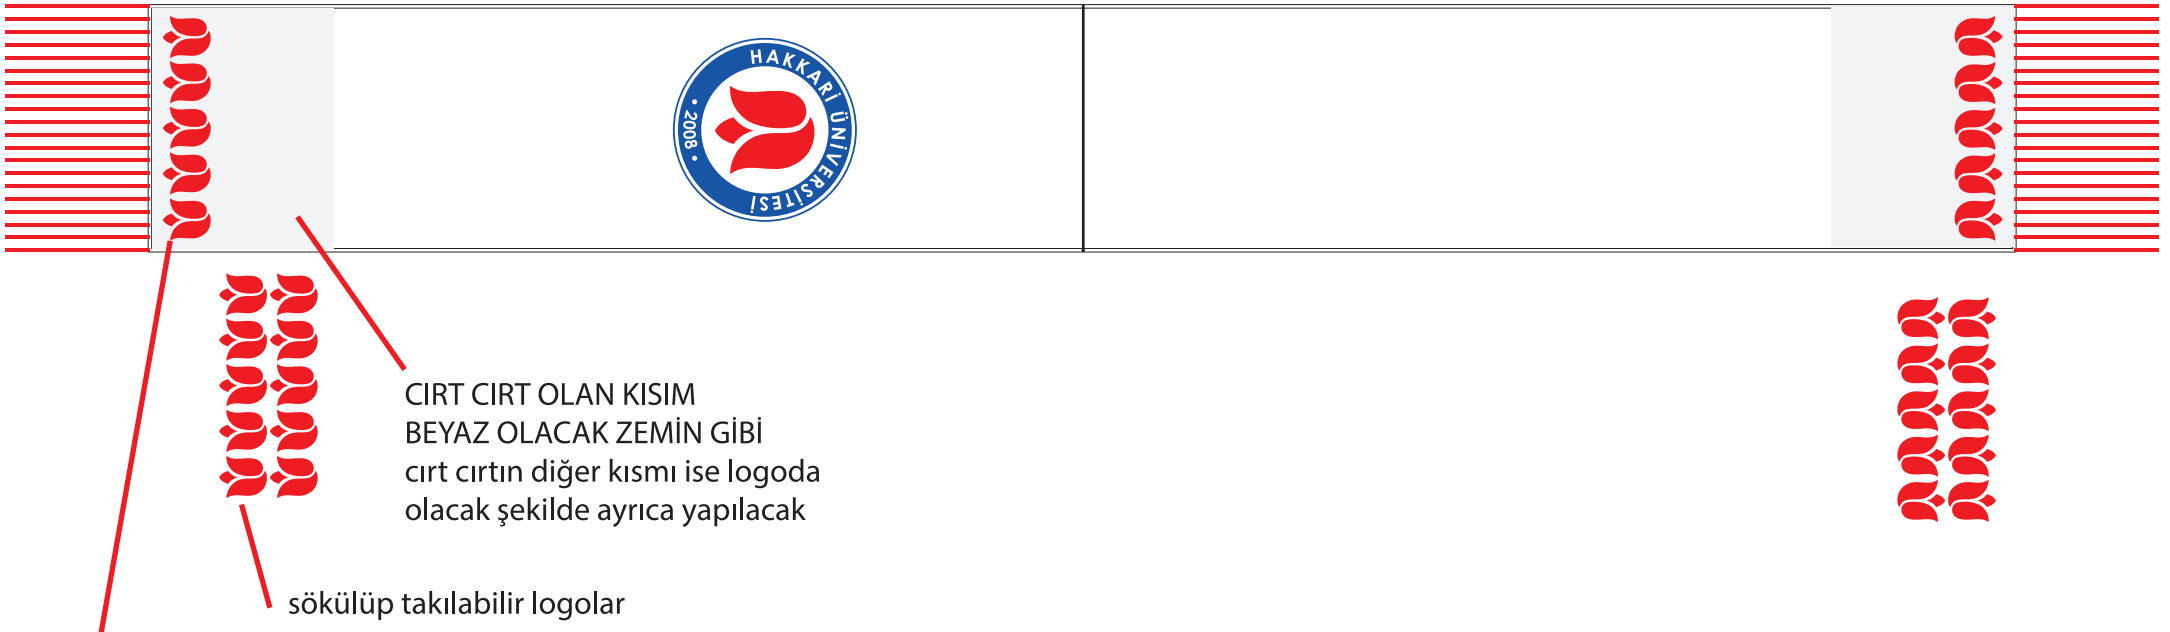 HAKKARİ ÜNİVERSİTESİ
• 2008 •
CIRT CIRT OLAN KISIM
BEYAZ OLACAK ZEMİN GİBİ
cırt cırtın diğer kısmı ise logoda
olacak şekilde ayrıca yapılacak
sökülüp takılabilir logolar